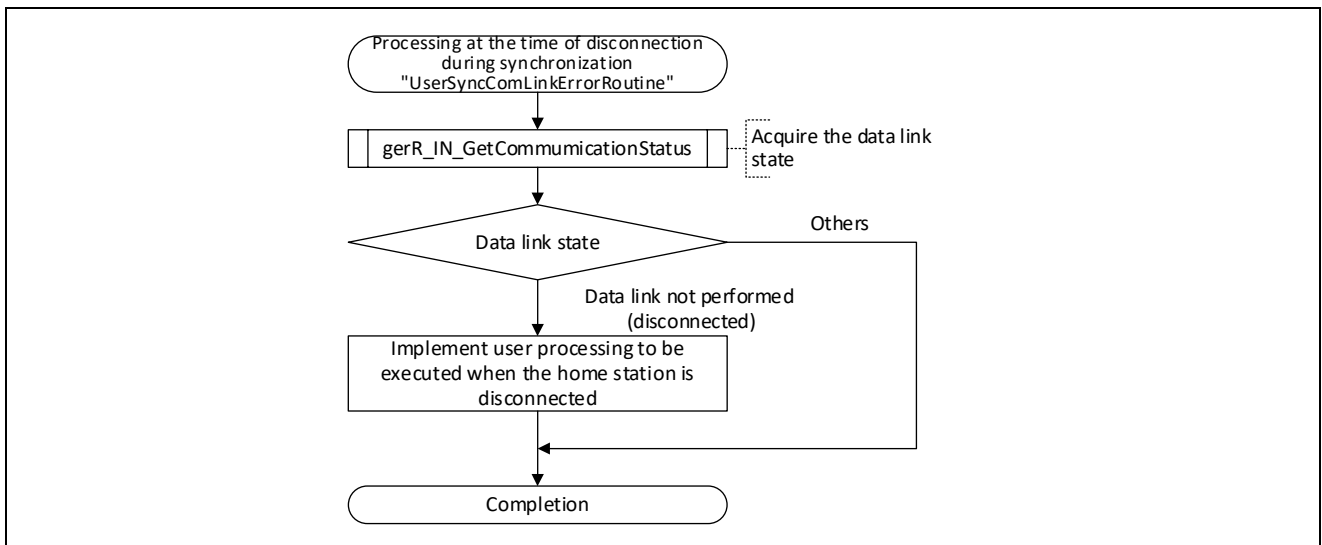 Processing at the time of disconnection
during synchronization
"UserSyncComLinkErrorRoutine"
gerR_IN_GetCommumicationStatus
Acquire the data link
state
Data link state
Others
Data link not performed
(disconnected)
Implement user processing to be
executed when the home station is
disconnected
Completion